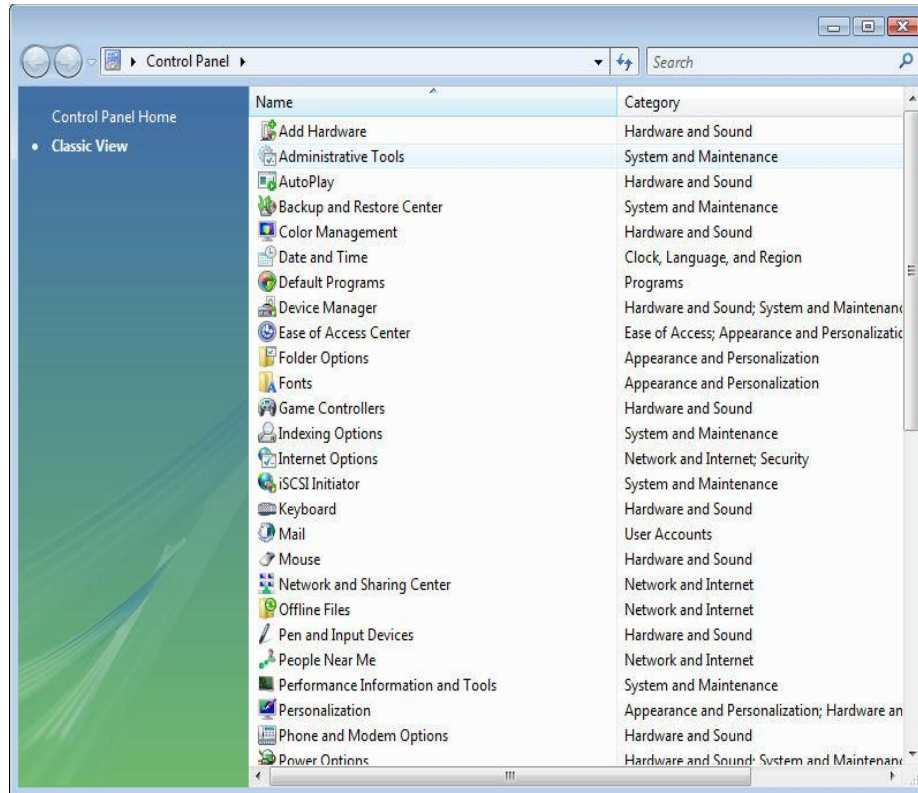 Control Panel
Search
Control Panel Home
Classic View
Name Category
Add Hardware Hardware and Sound
Administrative Tools System and Maintenance
AutoPlay Hardware and Sound
Backup and Restore Center System and Maintenance
Color Management Hardware and Sound
Date and Time Clock, Language, and Region
Default Programs Programs
Device Manager Hardware and Sound; System and Maintenanc
Ease of Access Center Ease of Access; Appearance and Personalizatic
Folder Options Appearance and Personalization
Fonts Appearance and Personalization
Game Controllers Hardware and Sound
Indexing Options System and Maintenance
Internet Options Network and Internet; Security
iSCSI Initiator System and Maintenance
Keyboard Hardware and Sound
Mail User Accounts
Mouse Hardware and Sound
Network and Sharing Center Network and Internet
Offline Files Network and Internet
Pen and Input Devices Hardware and Sound
People Near Me Network and Internet
Performance Information and Tools System and Maintenance
Personalization Appearance and Personalization; Hardware an
Phone and Modem Options Hardware and Sound
Power Options Hardware and Sound; System and Maintenanc